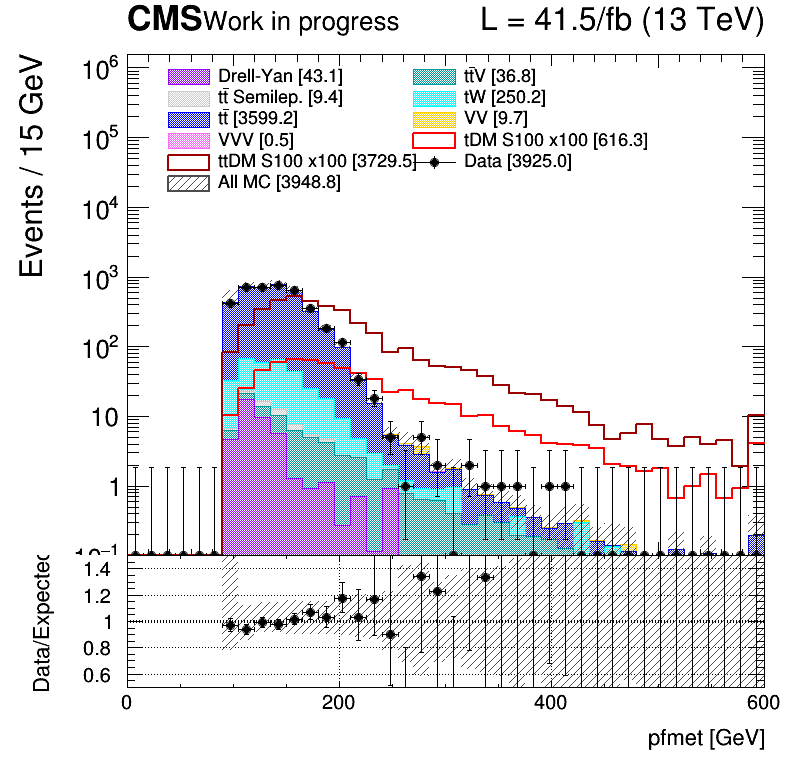 CMS Work in progress L = 41.5/fb (13 TeV)
Events / 15 GeV
10⁶
10⁵
10⁴
10³
10²
10
1
10⁻¹
Drell-Yan [43.1]
tt̄V [36.8]
tt̄ Semilep. [9.4]
tW [250.2]
tt̄ [3599.2]
VV [9.7]
VVV [0.5]
tDM S100 x100 [616.3]
ttDM S100 x100 [3729.5]
Data [3925.0]
All MC [3948.8]
Data/Expected
1.4
1.2
1
0.8
0.6
0 200 400 600
pfmet [GeV]